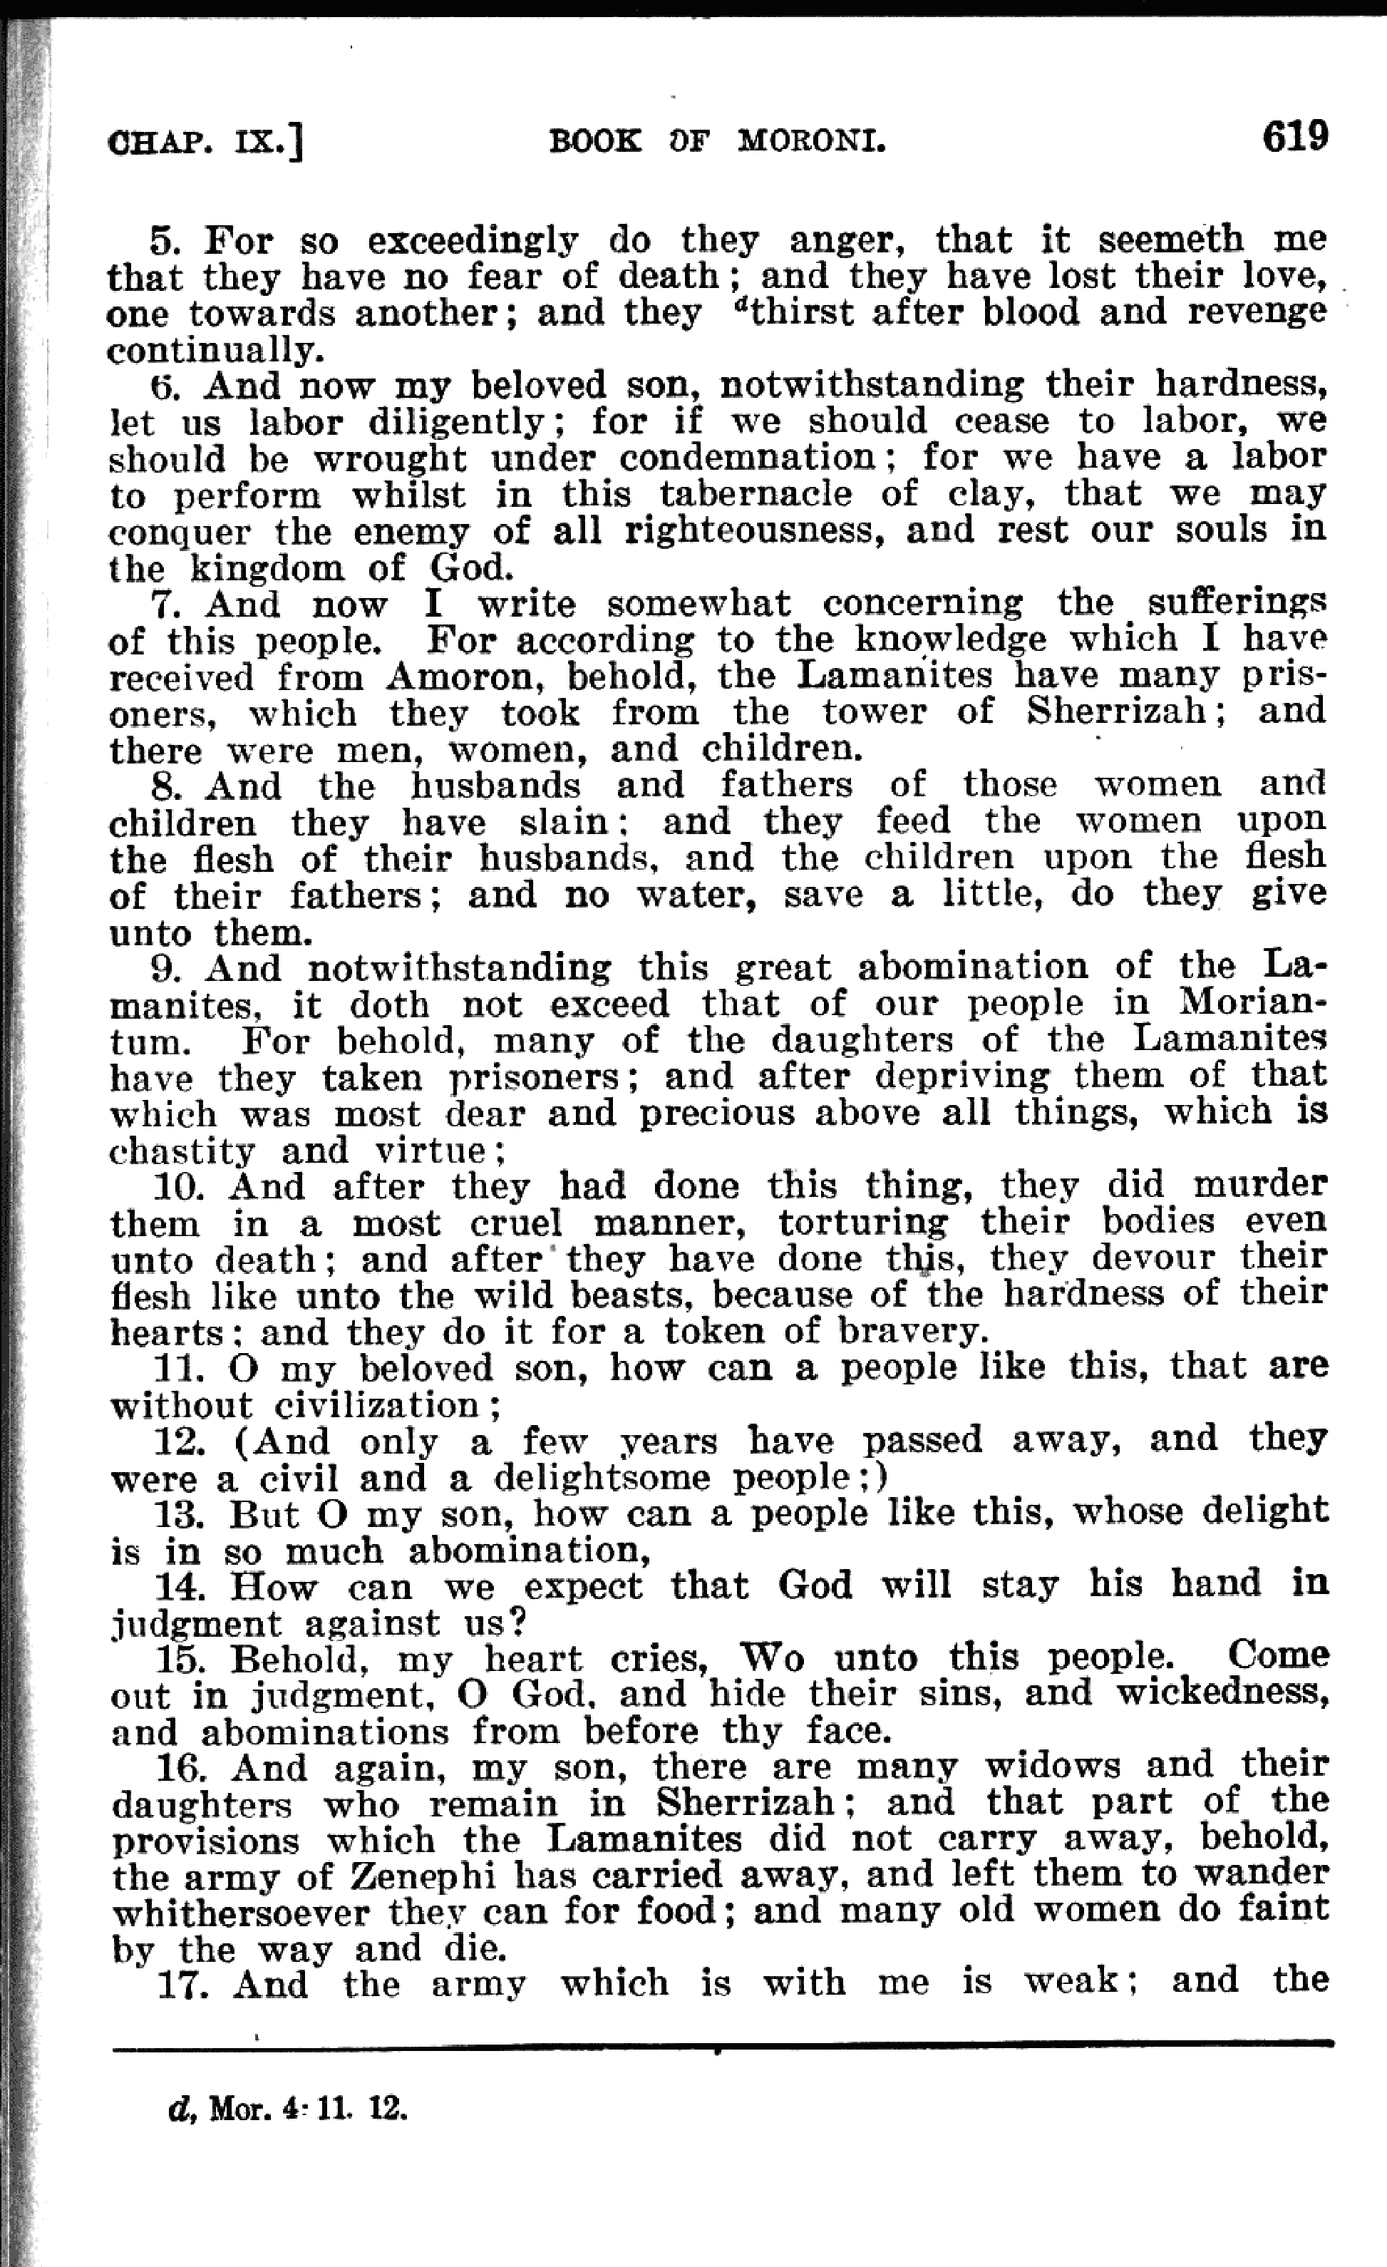 CHAP. IX.] BOOK OF MORONI. 619
5. For so exceedingly do they anger, that it seemeth me
that they have no fear of death; and they have lost their love,
one towards another; and they dthirst after blood and revenge
continually.
6. And now my beloved son, notwithstanding their hardness,
let us labor diligently; for if we should cease to labor, we
should be wrought under condemnation; for we have a labor
to perform whilst in this tabernacle of clay, that we may
conquer the enemy of all righteousness, and rest our souls in
the kingdom of God.
7. And now I write somewhat concerning the sufferings
of this people. For according to the knowledge which I have
received from Amoron, behold, the Lamanites have many pris-
oners, which they took from the tower of Sherrizah; and
there were men, women, and children.
8. And the husbands and fathers of those women and
children they have slain; and they feed the women upon
the flesh of their husbands, and the children upon the flesh
of their fathers; and no water, save a little, do they give
unto them.
9. And notwithstanding this great abomination of the La-
manites, it doth not exceed that of our people in Morian-
tum. For behold, many of the daughters of the Lamanites
have they taken prisoners; and after depriving them of that
which was most dear and precious above all things, which is
chastity and virtue;
10. And after they had done this thing, they did murder
them in a most cruel manner, torturing their bodies even
unto death; and after they have done this, they devour their
flesh like unto the wild beasts, because of the hardness of their
hearts; and they do it for a token of bravery.
11. O my beloved son, how can a people like this, that are
without civilization;
12. (And only a few years have passed away, and they
were a civil and a delightsome people;)
13. But O my son, how can a people like this, whose delight
is in so much abomination,
14. How can we expect that God will stay his hand in
judgment against us?
15. Behold, my heart cries, Wo unto this people. Come
out in judgment, O God, and hide their sins, and wickedness,
and abominations from before thy face.
16. And again, my son, there are many widows and their
daughters who remain in Sherrizah; and that part of the
provisions which the Lamanites did not carry away, behold,
the army of Zenephi has carried away, and left them to wander
whithersoever they can for food; and many old women do faint
by the way and die.
17. And the army which is with me is weak; and the
d, Mor. 4: 11. 12.